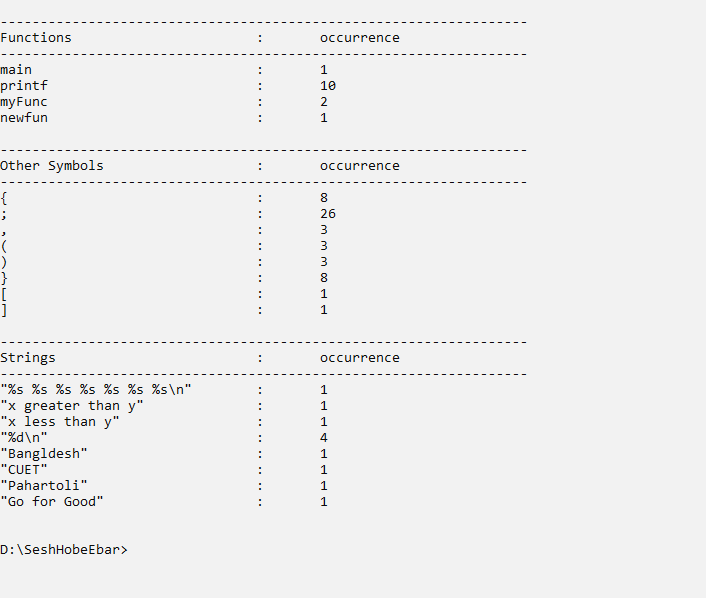 ------------------------------------------------------------------
Functions                       :       occurrence
------------------------------------------------------------------
main                            :       1
printf                          :       10
myFunc                          :       2
newfun                          :       1
------------------------------------------------------------------
Other Symbols                   :       occurrence
------------------------------------------------------------------
{                               :       8
;                               :       26
,                               :       3
(                               :       3
)                               :       3
}                               :       8
[                               :       1
]                               :       1
------------------------------------------------------------------
Strings                         :       occurrence
------------------------------------------------------------------
"%s %s %s %s %s %s %s\n"        :       1
"x greater than y"              :       1
"x less than y"                 :       1
"%d\n"                          :       4
"Bangldesh"                     :       1
"CUET"                          :       1
"Pahartoli"                     :       1
"Go for Good"                   :       1
D:\SeshHobeEbar>